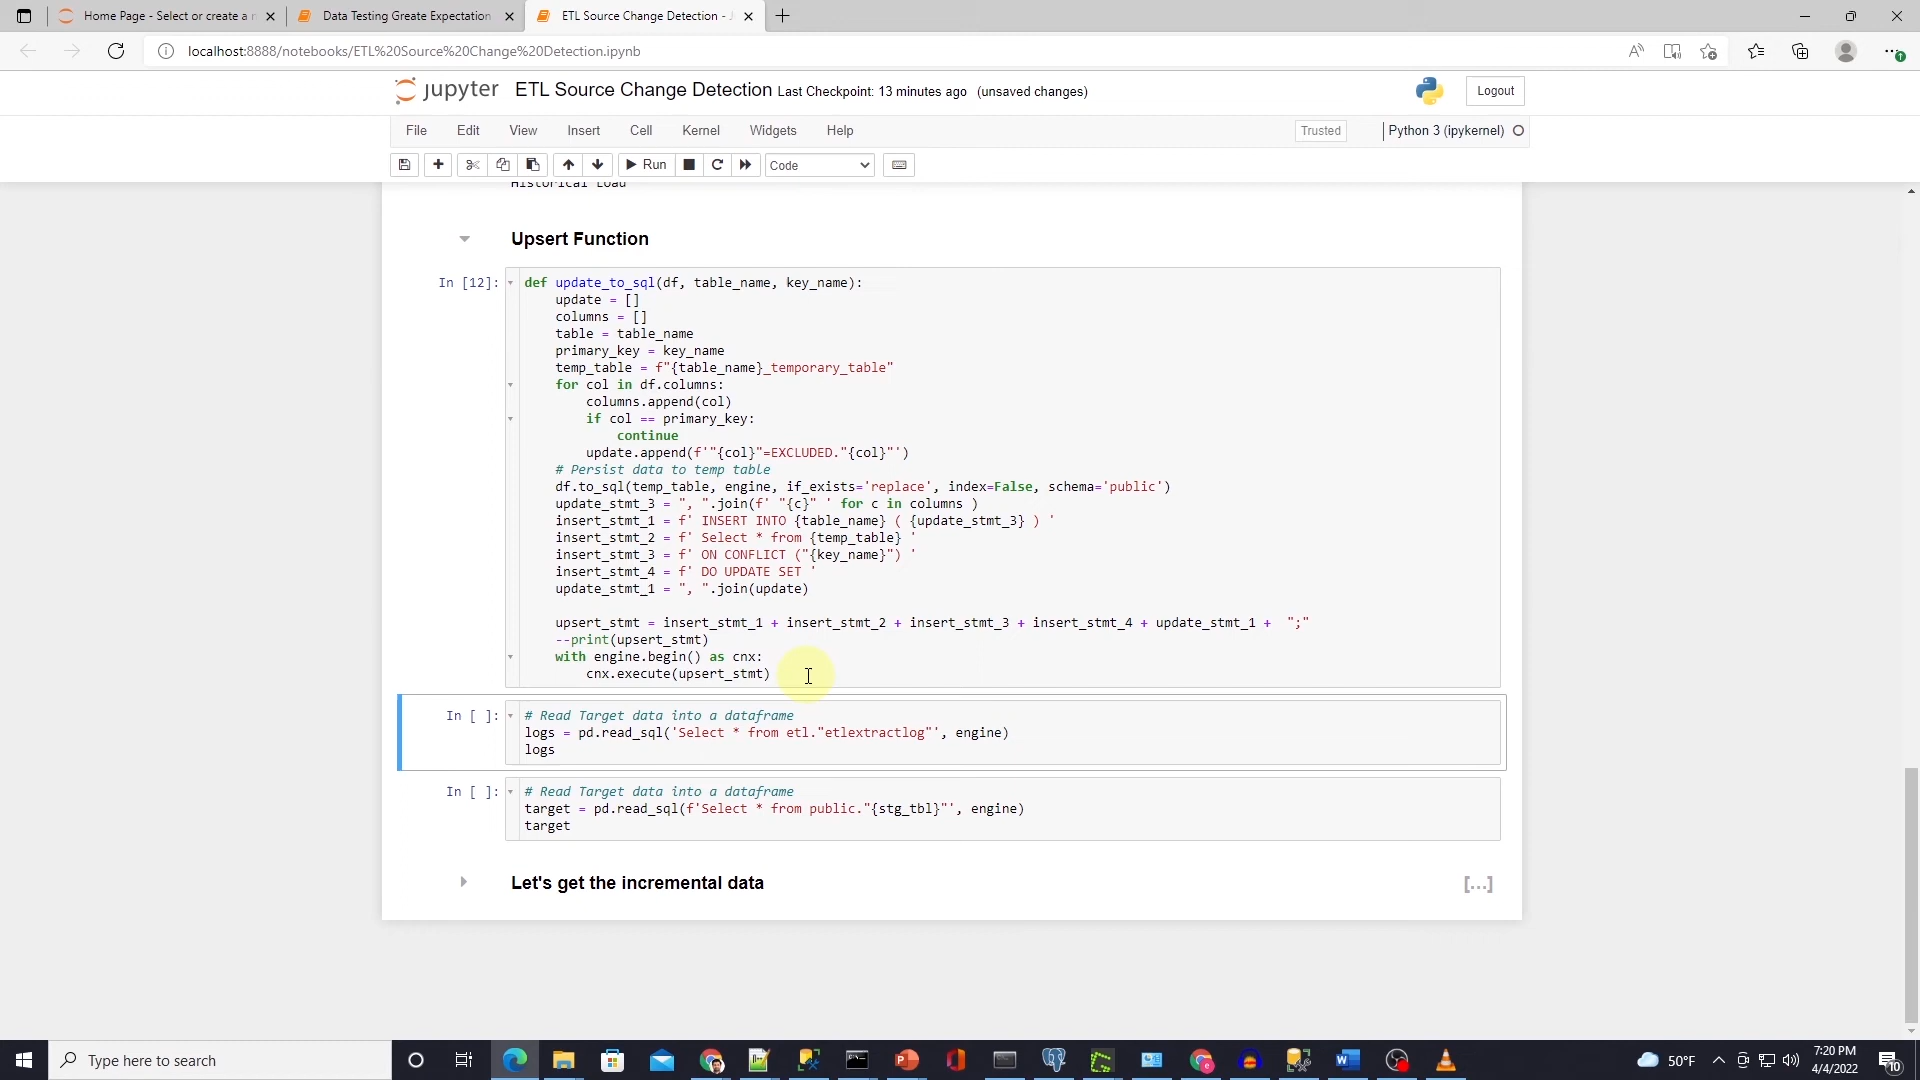 Home Page - Select or create a n
Data Testing Greate Expectation
ETL Source Change Detection - J
localhost:8888/notebooks/ETL%20Source%20Change%20Detection.ipynb
jupyter ETL Source Change Detection Last Checkpoint: 13 minutes ago (unsaved changes)
Logout
File Edit View Insert Cell Kernel Widgets Help
Trusted
Python 3 (ipykernel)
Run
Code
Historical Load
Upsert Function
In [12]:
def update_to_sql(df, table_name, key_name):
    update = []
    columns = []
    table = table_name
    primary_key = key_name
    temp_table = f"{table_name}_temporary_table"
    for col in df.columns:
        columns.append(col)
        if col == primary_key:
            continue
        update.append(f'"{col}"=EXCLUDED."{col}"')
    # Persist data to temp table
    df.to_sql(temp_table, engine, if_exists='replace', index=False, schema='public')
    update_stmt_3 = ", ".join(f' "{c}" ' for c in columns )
    insert_stmt_1 = f' INSERT INTO {table_name} ( {update_stmt_3} ) '
    insert_stmt_2 = f' Select * from {temp_table} '
    insert_stmt_3 = f' ON CONFLICT ("{key_name}") '
    insert_stmt_4 = f' DO UPDATE SET '
    update_stmt_1 = ", ".join(update)
    upsert_stmt = insert_stmt_1 + insert_stmt_2 + insert_stmt_3 + insert_stmt_4 + update_stmt_1 +  ";"
    --print(upsert_stmt)
    with engine.begin() as cnx:
        cnx.execute(upsert_stmt)
In [ ]:
# Read Target data into a dataframe
logs = pd.read_sql('Select * from etl."etlextractlog"', engine)
logs
In [ ]:
# Read Target data into a dataframe
target = pd.read_sql(f'Select * from public."{stg_tbl}"', engine)
target
Let's get the incremental data
[...]
Type here to search
50°F
7:20 PM
4/4/2022
10